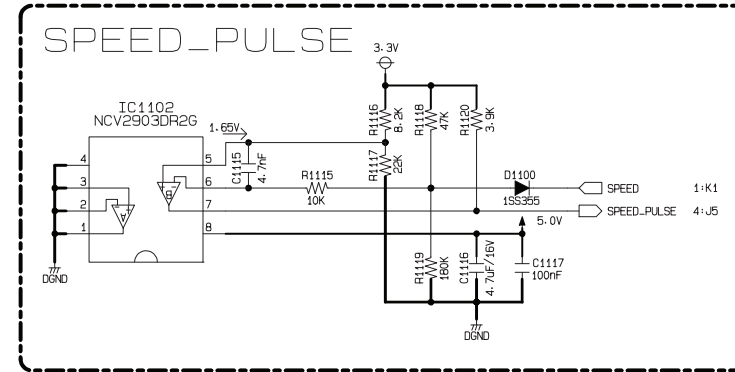 SPEED_PULSE
3.3V
IC1102
NCV2903DR2G
1.65V
R1116
8.2K
R1118
47K
R1120
3.9K
4
3
2
1
5
6
7
8
A
B
C1115
4.7nF
R1115
10K
R1117
22K
D1100
1SS355
SPEED 1:K1
SPEED_PULSE 4:J5
5.0V
R1119
180K
C1116
4.7uF/16V
C1117
100nF
DGND
DGND